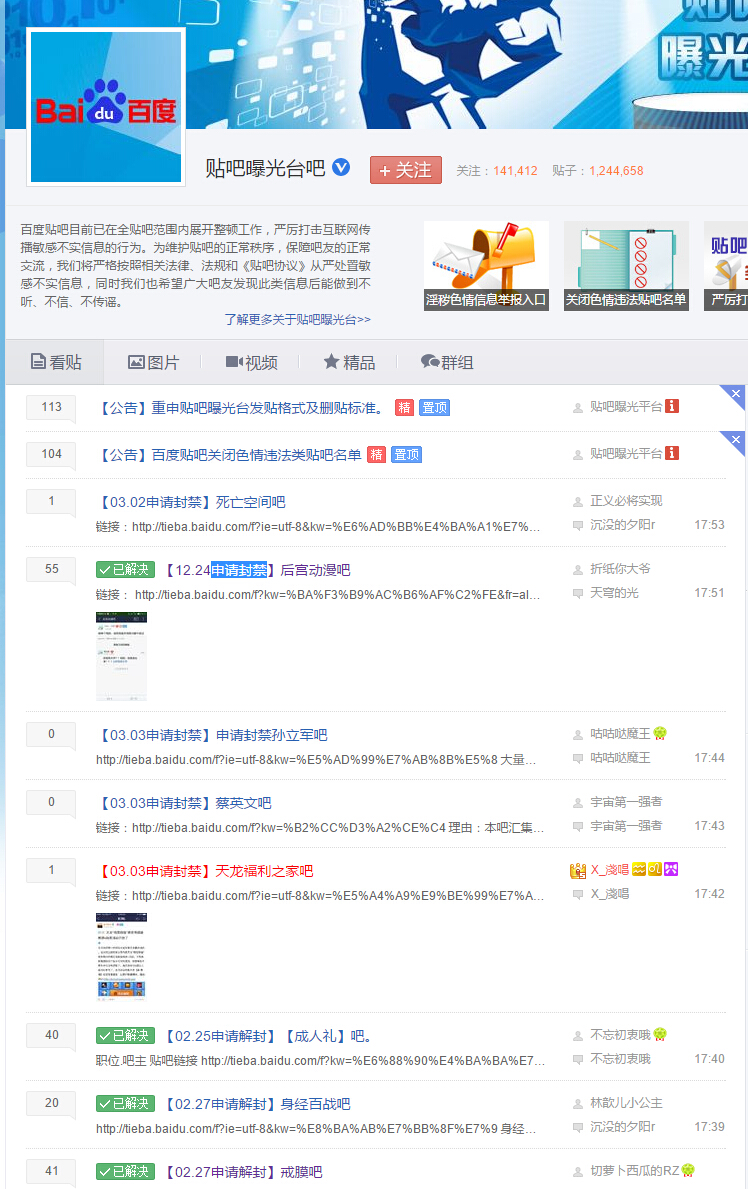 贴吧
曝光
Bai du 百度
贴吧曝光台吧
+ 关注
关注：141,412 贴子：1,244,658
百度贴吧目前已在全贴吧范围内展开整顿工作，严厉打击互联网传
播敏感不实信息的行为。为维护贴吧的正常秩序，保障吧友的正常
交流，我们将严格按照相关法律、法规和《贴吧协议》从严处置敏
感不实信息，同时我们也希望广大吧友发现此类信息后能做到不
听、不信、不传谣。
了解更多关于贴吧曝光台>>
淫秽色情信息举报入口
关闭色情违法贴吧名单
贴吧
严厉打
看贴 图片 视频 精品 群组
113 【公告】重申贴吧曝光台发贴格式及删贴标准。 精 置顶 贴吧曝光平台
104 【公告】百度贴吧关闭色情违法类贴吧名单 精 置顶 贴吧曝光平台
1 【03.02申请封禁】死亡空间吧 正义必将实现
链接：http://tieba.baidu.com/f?ie=utf-8&kw=%E6%AD%BB%E4%BA%A1%E7%... 沉没的夕阳r 17:53
55 已解决 【12.24申请封禁】后宫动漫吧 折纸你大爷
链接： http://tieba.baidu.com/f?kw=%BA%F3%B9%AC%B6%AF%C2%FE&fr=al... 天穹的光 17:51
0 【03.03申请封禁】申请封禁孙立军吧 咕咕哒魔王
http://tieba.baidu.com/f?ie=utf-8&kw=%E5%AD%99%E7%AB%8B%E5%8 大量... 咕咕哒魔王 17:44
0 【03.03申请封禁】蔡英文吧 宇宙第一强者
链接：http://tieba.baidu.com/f?kw=%B2%CC%D3%A2%CE%C4 理由：本吧汇集... 宇宙第一强者 17:43
1 【03.03申请封禁】天龙福利之家吧 X_淺唱
链接：http://tieba.baidu.com/f?ie=utf-8&kw=%E5%A4%A9%E9%BE%99%E7%A... X_淺唱 17:42
40 已解决 【02.25申请解封】【成人礼】吧。 不忘初衷哦
职位.吧主 贴吧链接 http://tieba.baidu.com/f?kw=%E6%88%90%E4%BA%BA%E7... 不忘初衷哦 17:40
20 已解决 【02.27申请解封】身经百战吧 林歆儿小公主
http://tieba.baidu.com/f?ie=utf-8&kw=%E8%BA%AB%E7%BB%8F%E7%9 身经... 沉没的夕阳r 17:39
41 已解决 【02.27申请解封】戒膜吧 切萝卜西瓜的RZ